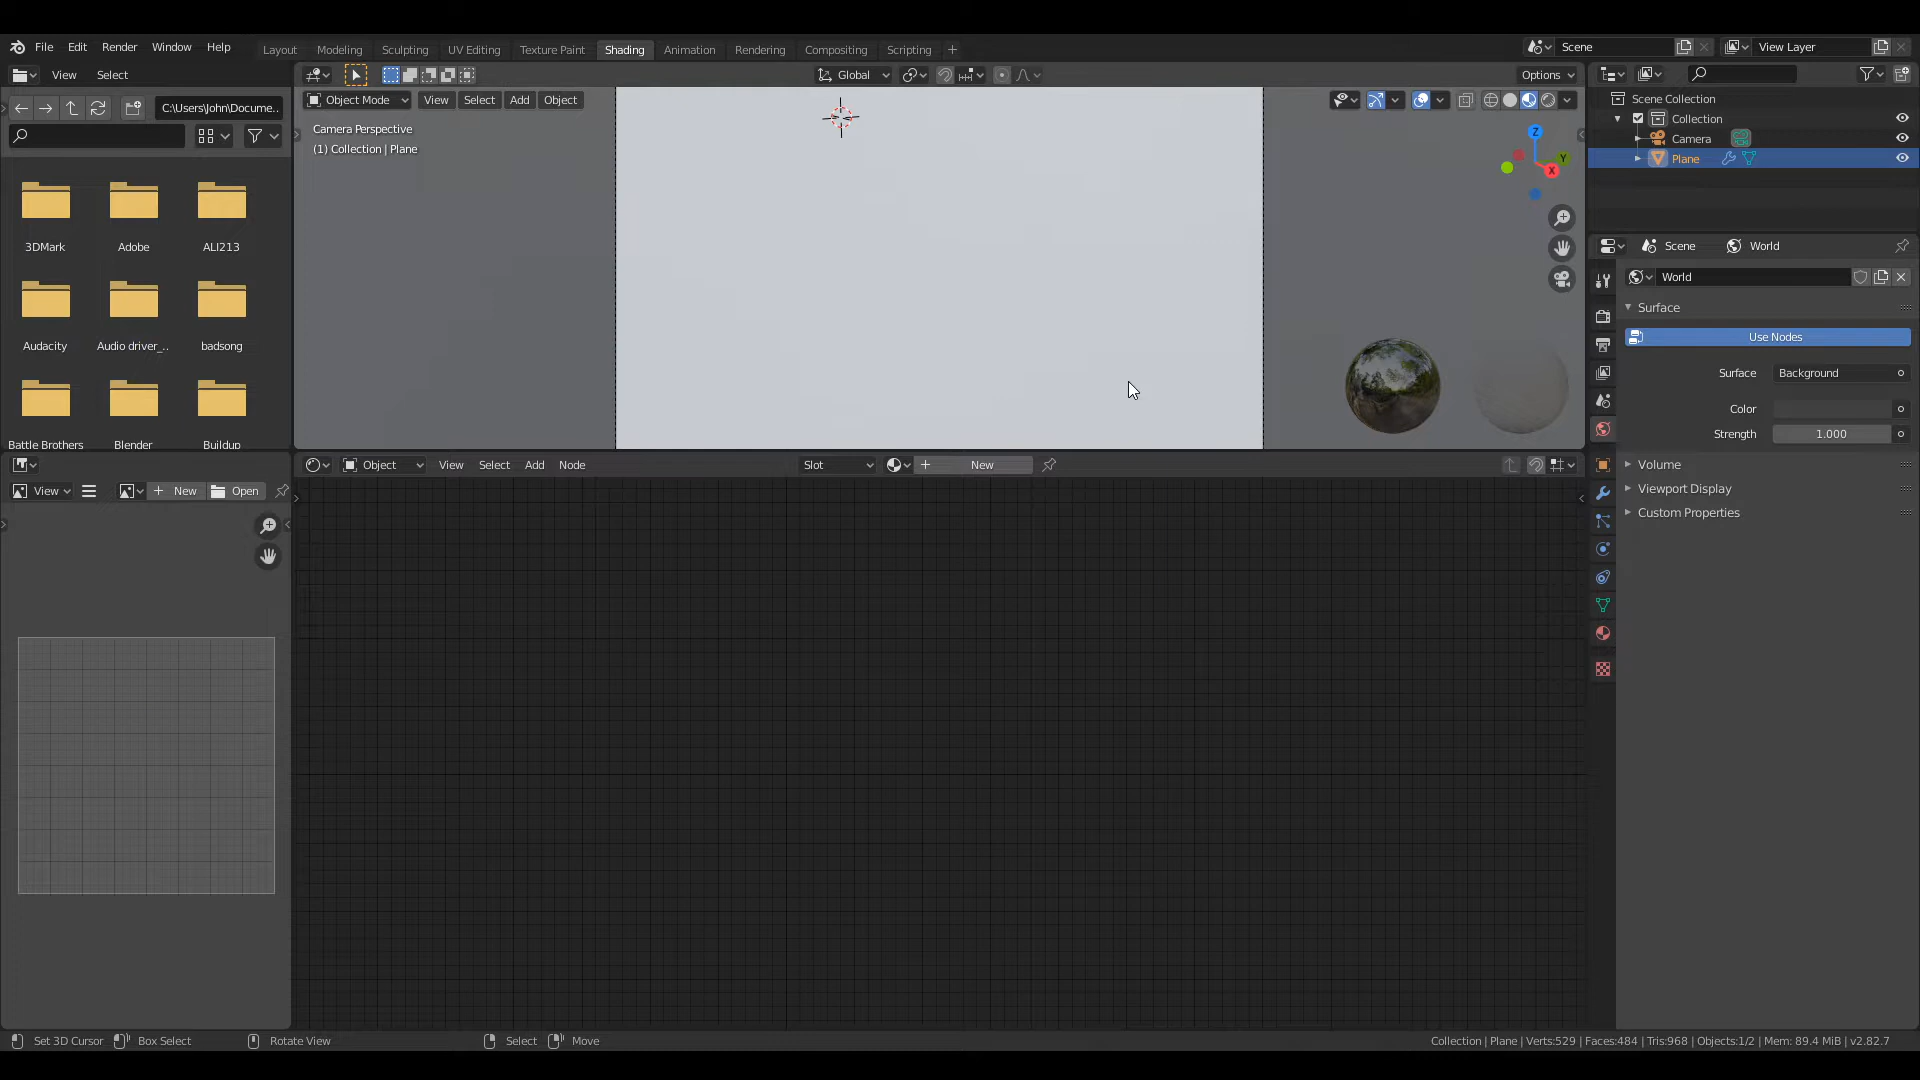 File Edit Render Window Help Layout Modeling Sculpting UV Editing Texture Paint Shading Animation Rendering Compositing Scripting + Scene View Layer
View Select Global Options
C:\Users\John\Docume.. Object Mode View Select Add Object
Camera Perspective
(1) Collection | Plane
Scene Collection
Collection
Camera
Plane
Z
Y
X
3DMark Adobe ALI213
Audacity Audio driver_.. badsong
Battle Brothers Blender Buildup
Scene World
World
Surface
Use Nodes
Surface Background
Color
Strength 1.000
Volume
Viewport Display
Custom Properties
Object View Select Add Node Slot New
View New Open
Set 3D Cursor Box Select Rotate View Select Move Collection | Plane | Verts:529 | Faces:484 | Tris:968 | Objects:1/2 | Mem: 89.4 MiB | v2.82.7